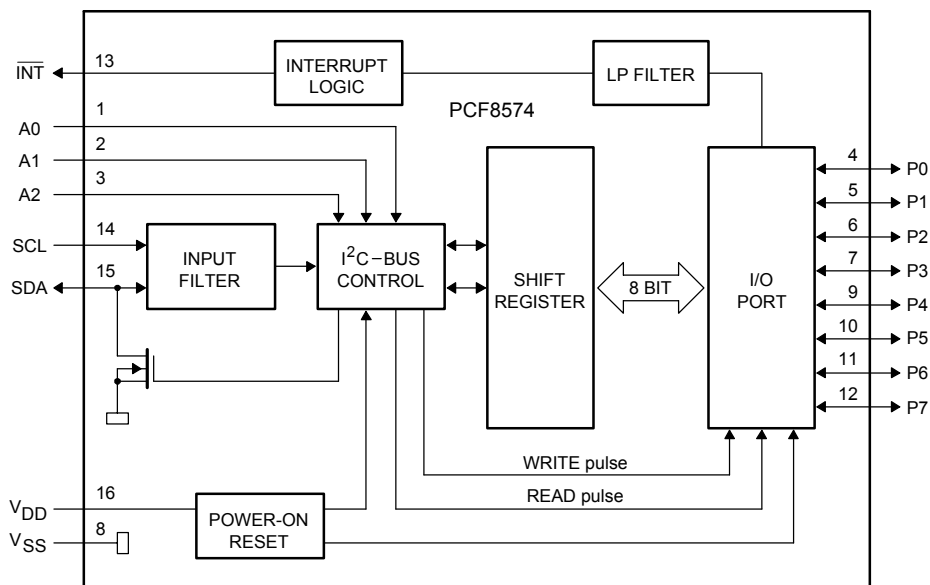 INT
13
INTERRUPT
LOGIC
LP FILTER
PCF8574
A0
1
A1
2
A2
3
SCL
14
SDA
15
INPUT
FILTER
I²C–BUS
CONTROL
SHIFT
REGISTER
8 BIT
I/O
PORT
4
P0
5
P1
6
P2
7
P3
9
P4
10
P5
11
P6
12
P7
WRITE pulse
READ pulse
VDD
16
VSS
8
POWER-ON
RESET